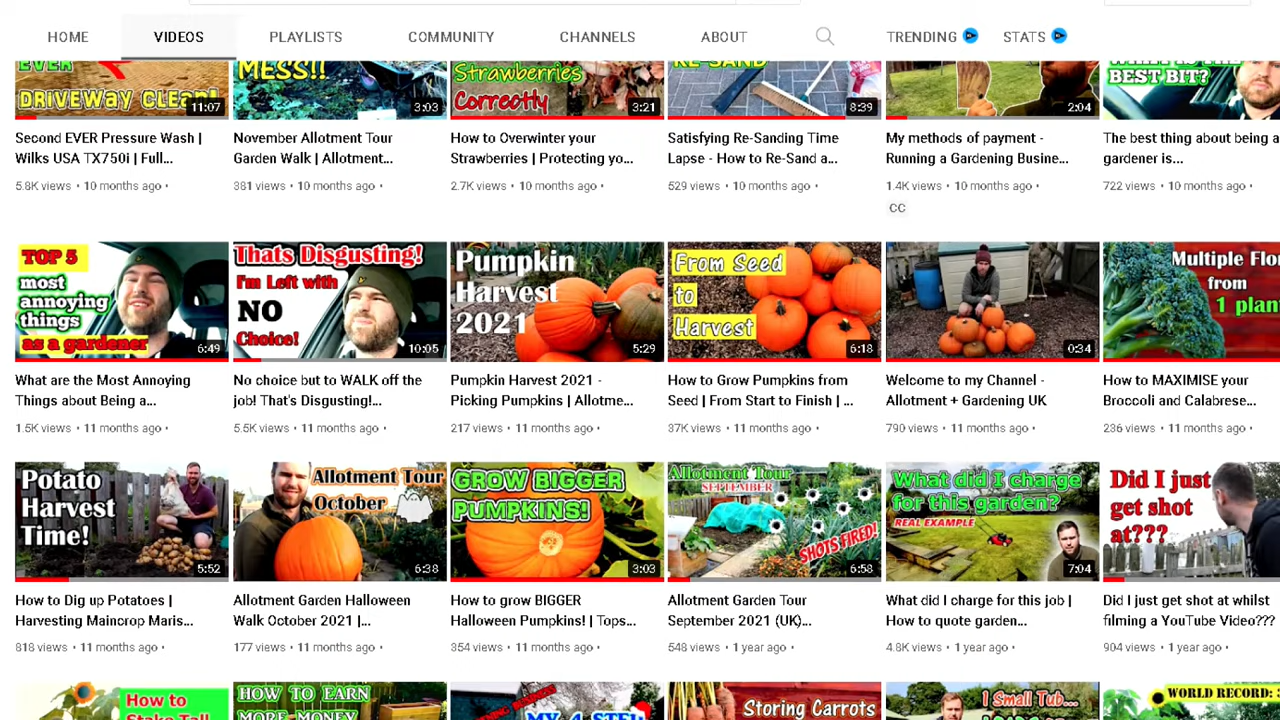 HOME VIDEOS PLAYLISTS COMMUNITY CHANNELS ABOUT TRENDING STATS
EVER
DRIVEWAY CLEAN!
11:07
MESS!!
3:03
Strawberries
Correctly
3:21
RE-SAND
8:39
2:04
WHAT IS THE
BEST BIT?
Second EVER Pressure Wash |
Wilks USA TX750i | Full...
5.8K views • 10 months ago •
November Allotment Tour
Garden Walk | Allotment...
381 views • 10 months ago •
How to Overwinter your
Strawberries | Protecting yo...
2.7K views • 10 months ago •
Satisfying Re-Sanding Time
Lapse - How to Re-Sand a...
529 views • 10 months ago •
My methods of payment -
Running a Gardening Busine...
1.4K views • 10 months ago •
CC
The best thing about being a
gardener is...
722 views • 10 months ago •
TOP 5
most
annoying
things
as a gardener
6:49
Thats Disgusting!
I'm Left with
NO
Choice!
10:05
Pumpkin
Harvest
2021
5:29
From Seed
to
Harvest
6:18
0:34
Multiple Flo
from
1 plan
What are the Most Annoying
Things about Being a...
1.5K views • 11 months ago •
No choice but to WALK off the
job! That's Disgusting!...
5.5K views • 11 months ago •
Pumpkin Harvest 2021 -
Picking Pumpkins | Allotme...
217 views • 11 months ago •
How to Grow Pumpkins from
Seed | From Start to Finish | ...
37K views • 11 months ago •
Welcome to my Channel -
Allotment + Gardening UK
790 views • 11 months ago •
How to MAXIMISE your
Broccoli and Calabrese...
236 views • 11 months ago •
Potato
Harvest
Time!
5:52
Allotment Tour
October
6:38
GROW BIGGER
PUMPKINS!
3:03
Allotment Tour
SEPTEMBER
SHOTS FIRED!
6:58
What did I charge
for this garden?
REAL EXAMPLE
7:04
Did I just
get shot
at???
How to Dig up Potatoes |
Harvesting Maincrop Maris...
818 views • 11 months ago •
Allotment Garden Halloween
Walk October 2021 |...
177 views • 11 months ago •
How to grow BIGGER
Halloween Pumpkins! | Tops...
354 views • 11 months ago •
Allotment Garden Tour
September 2021 (UK)...
548 views • 1 year ago •
What did I charge for this job |
How to quote garden...
4.8K views • 1 year ago •
Did I just get shot at whilst
filming a YouTube Video???
904 views • 1 year ago •
How to
Stake Tall
HOW TO EARN
MORE MONEY
MY 4 STEP
Storing Carrots
1 Small Tub...
WORLD RECORD: